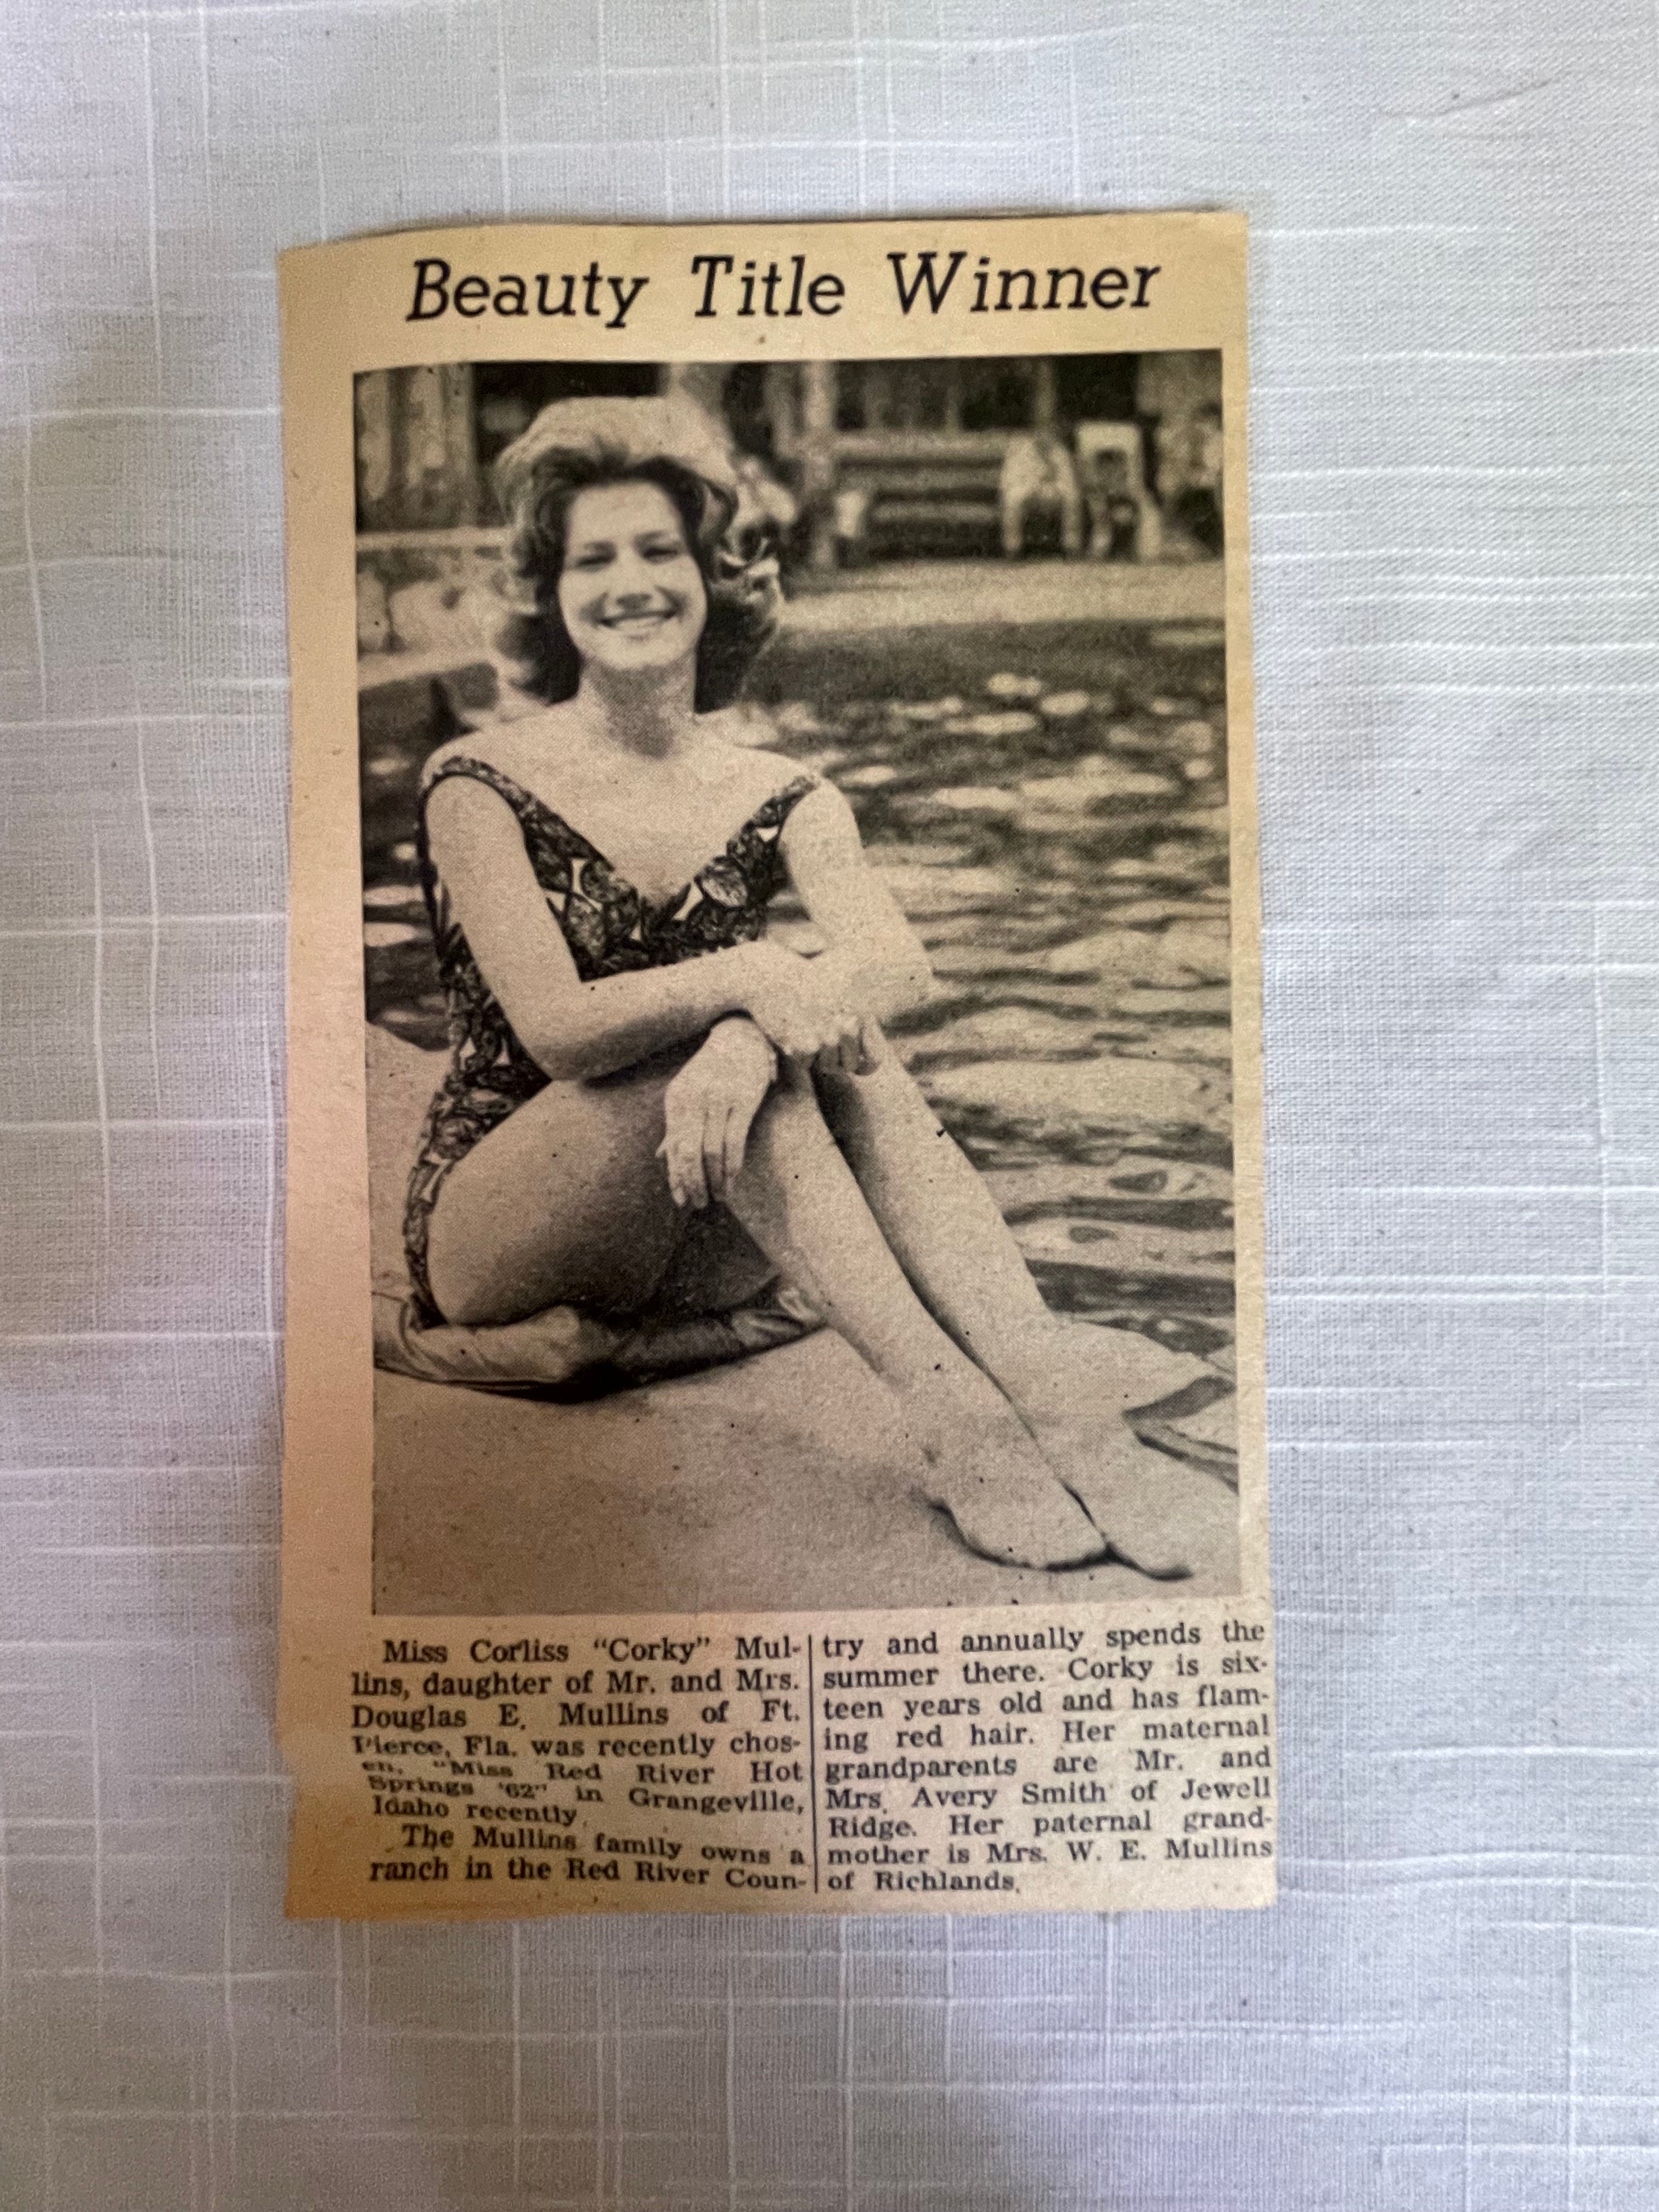 Beauty Title Winner
Miss Corliss "Corky" Mul-
lins, daughter of Mr. and Mrs.
Douglas E. Mullins of Ft.
Pierce, Fla. was recently chos-
en, "Miss Red River Hot
Springs '62" in Grangeville,
Idaho recently.
The Mullins family owns a
ranch in the Red River Coun-
try and annually spends the
summer there. Corky is six-
teen years old and has flam-
ing red hair. Her maternal
grandparents are Mr. and
Mrs. Avery Smith of Jewell
Ridge. Her paternal grand-
mother is Mrs. W. E. Mullins
of Richlands.